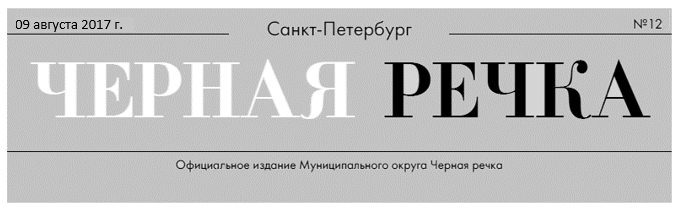 09 августа 2017 г.
Санкт-Петербург
№12
ЧЕРНАЯ РЕЧКА
Официальное издание Муниципального округа Черная речка